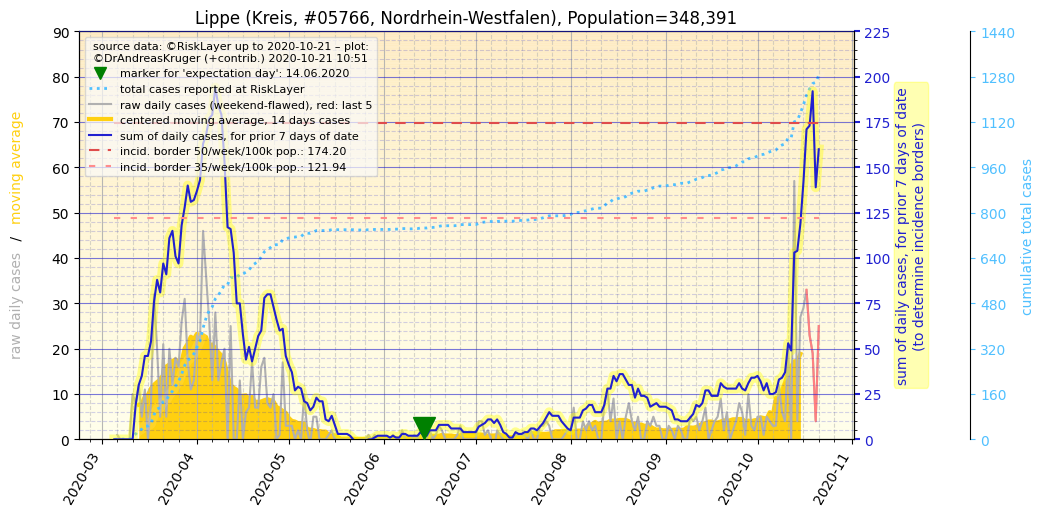 Lippe (Kreis, #05766, Nordrhein-Westfalen), Population=348,391
source data: ©RiskLayer up to 2020-10-21 – plot:
©DrAndreasKruger (+contrib.) 2020-10-21 10:51
marker for 'expectation day': 14.06.2020
total cases reported at RiskLayer
raw daily cases (weekend-flawed), red: last 5
centered moving average, 14 days cases
sum of daily cases, for prior 7 days of date
incid. border 50/week/100k pop.: 174.20
incid. border 35/week/100k pop.: 121.94
raw daily cases / moving average
90
80
70
60
50
40
30
20
10
0
225
200
175
150
125
100
75
50
25
0
sum of daily cases, for prior 7 days of date
(to determine incidence borders)
1440
1280
1120
960
800
640
480
320
160
0
cumulative total cases
2020-03
2020-04
2020-05
2020-06
2020-07
2020-08
2020-09
2020-10
2020-11